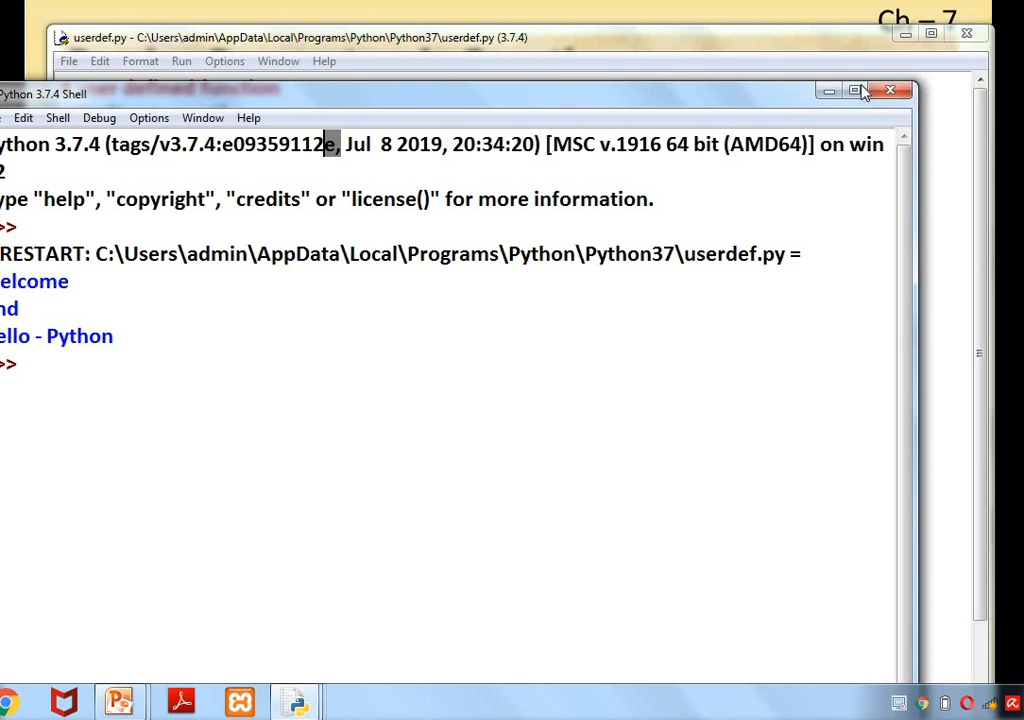 Ch – 7
userdef.py - C:\Users\admin\AppData\Local\Programs\Python\Python37\userdef.py (3.7.4)
File Edit Format Run Options Window Help
user defined function
Python 3.7.4 Shell
Edit Shell Debug Options Window Help
ython 3.7.4 (tags/v3.7.4:e09359112e, Jul 8 2019, 20:34:20) [MSC v.1916 64 bit (AMD64)] on win
2
ype "help", "copyright", "credits" or "license()" for more information.
>>
RESTART: C:\Users\admin\AppData\Local\Programs\Python\Python37\userdef.py =
elcome
nd
ello - Python
>>